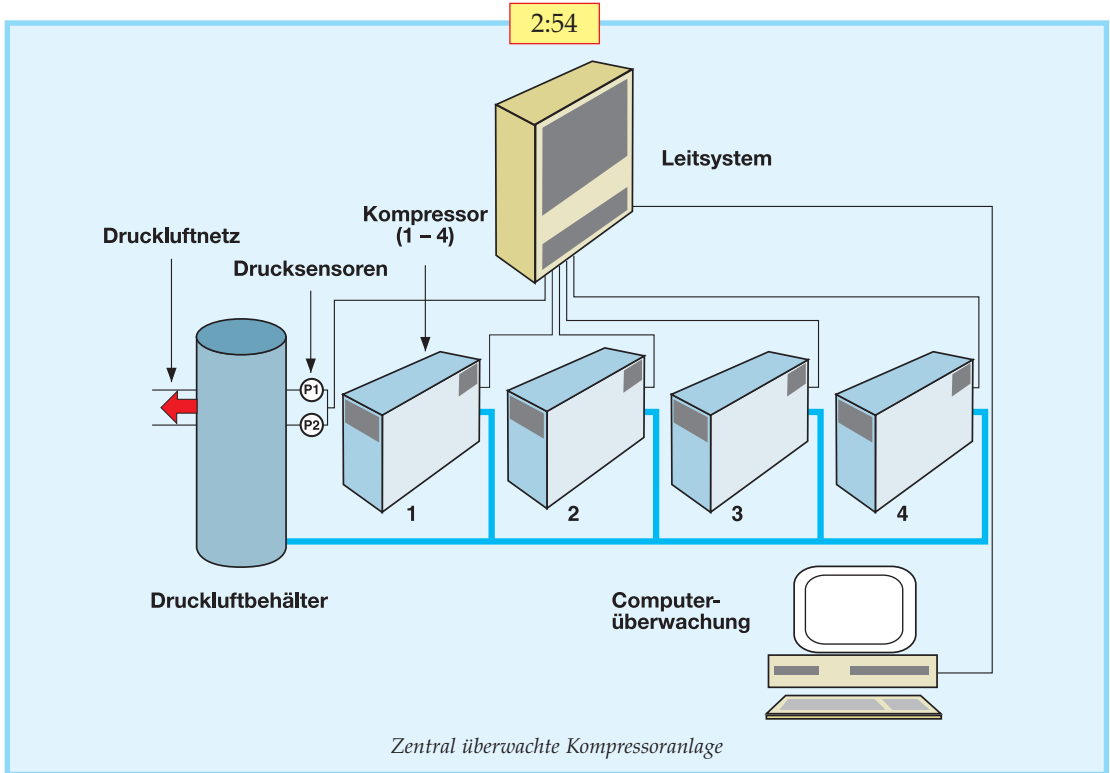 2:54
Leitsystem
Kompressor
(1 – 4)
Druckluftnetz
Drucksensoren
P1
P2
1
2
3
4
Druckluftbehälter
Computer-
überwachung
Zentral überwachte Kompressoranlage